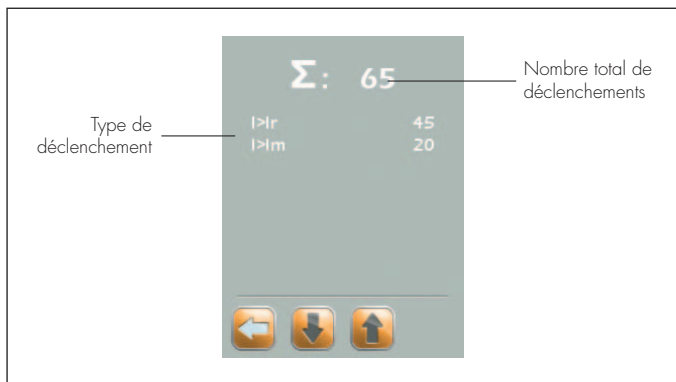 Σ: 65
Nombre total de
déclenchements
Type de
déclenchement
I>Ir 45
I>Im 20